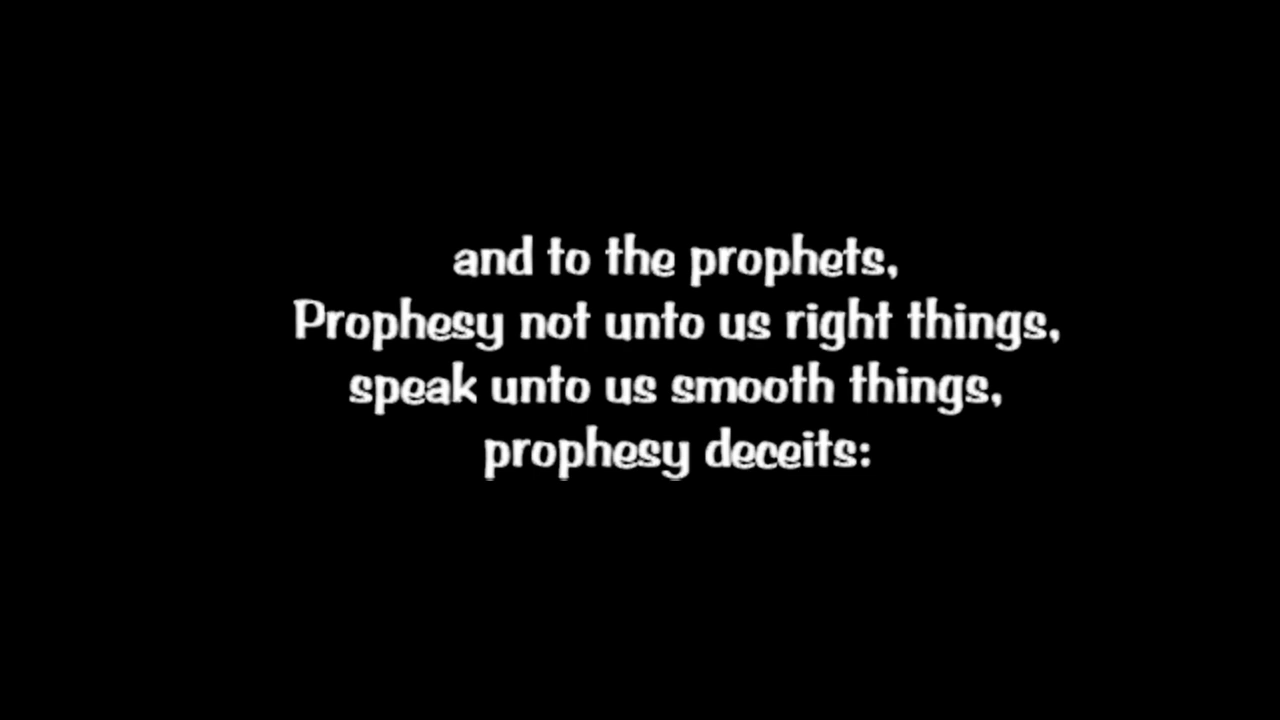 and to the prophets,
Prophesy not unto us right things,
speak unto us smooth things,
prophesy deceits: